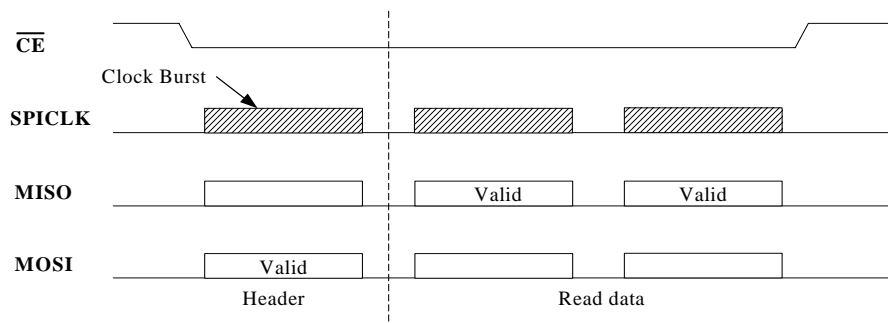 CE
Clock Burst
SPICLK
MISO
Valid
Valid
MOSI
Valid
Header
Read data